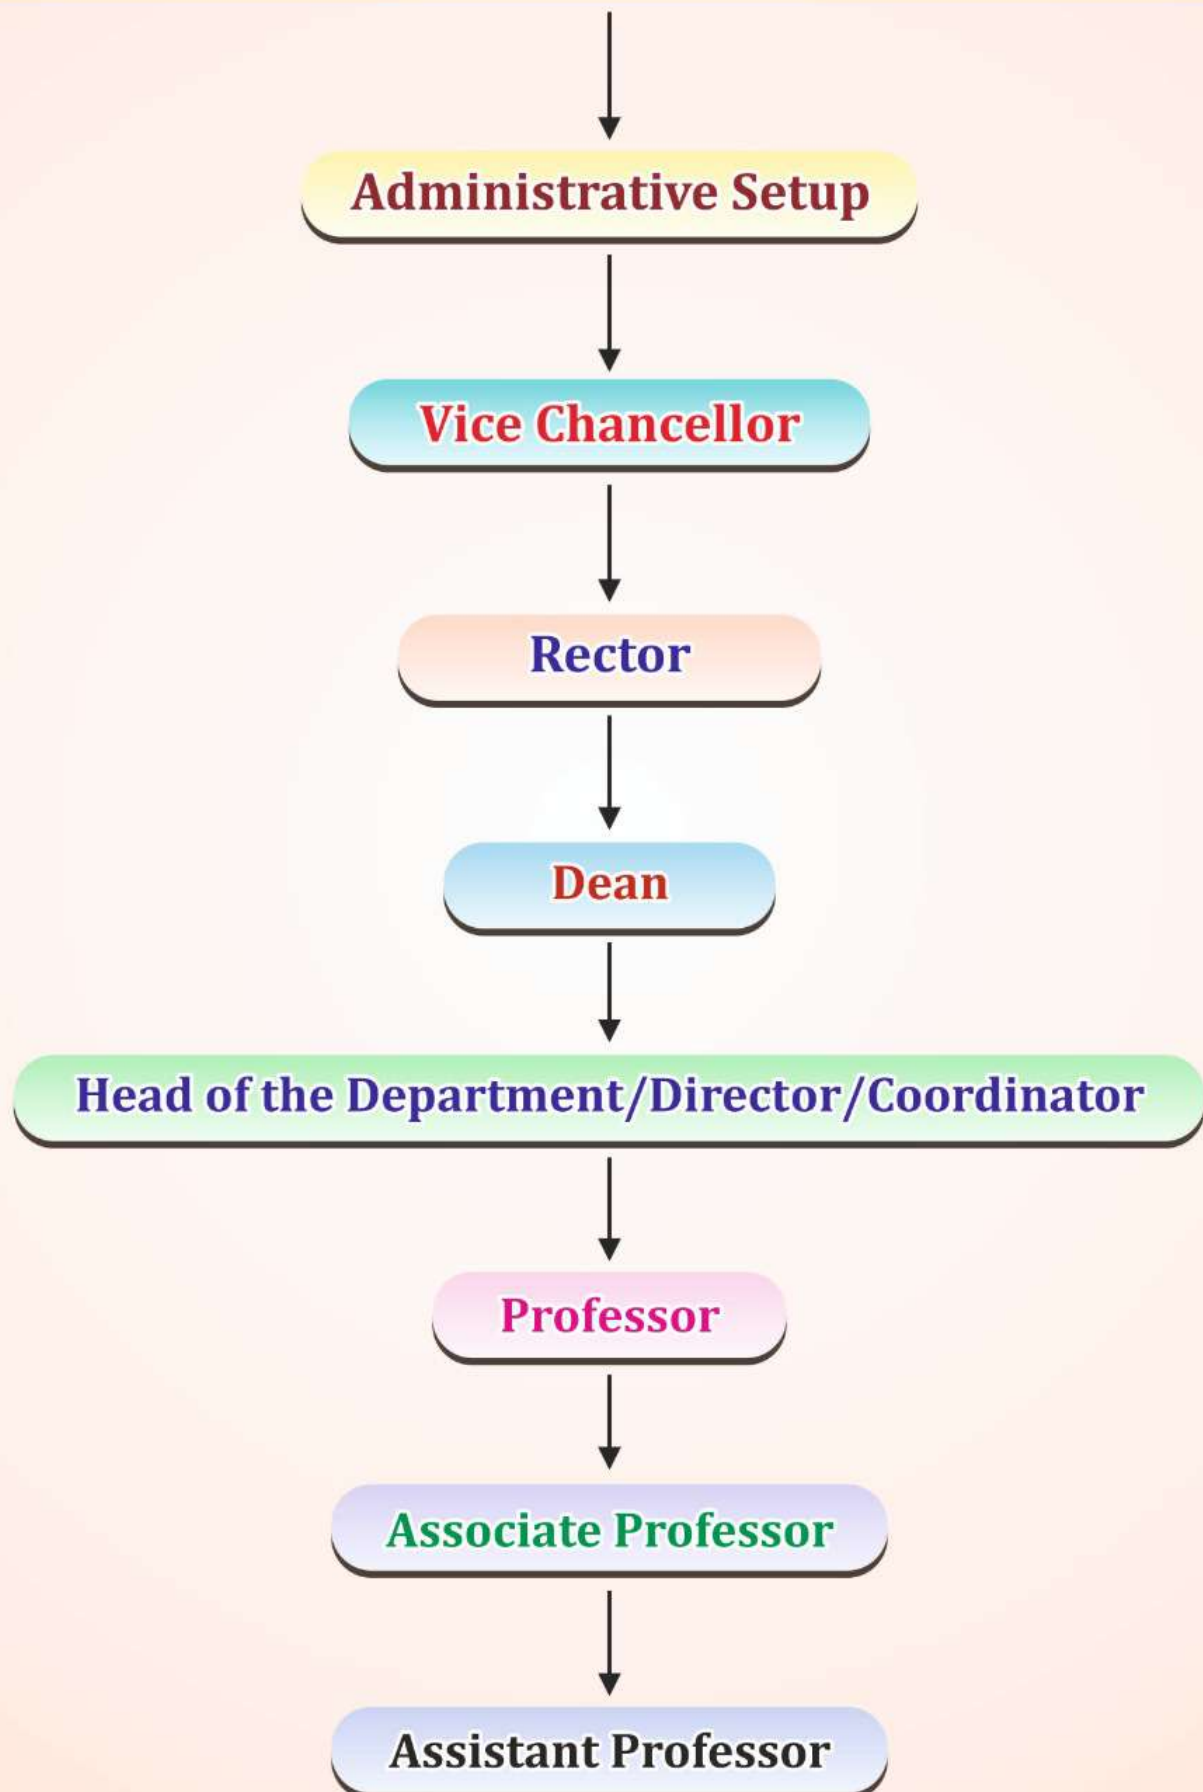 Administrative Setup
Vice Chancellor
Rector
Dean
Head of the Department/Director/Coordinator
Professor
Associate Professor
Assistant Professor